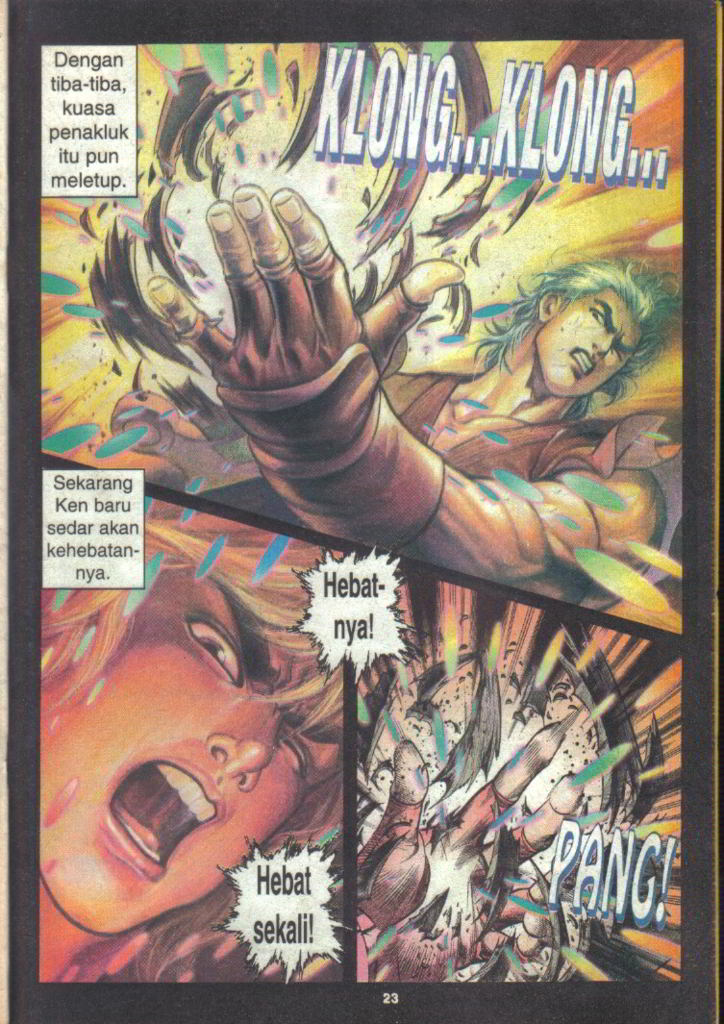 Dengan
tiba-tiba,
kuasa
penakluk
itu pun
meletup.
KLONG...KLONG...
Sekarang
Ken baru
sedar akan
kehebatan-
nya.
Hebat-
nya!
Hebat
sekali!
PANG!
23